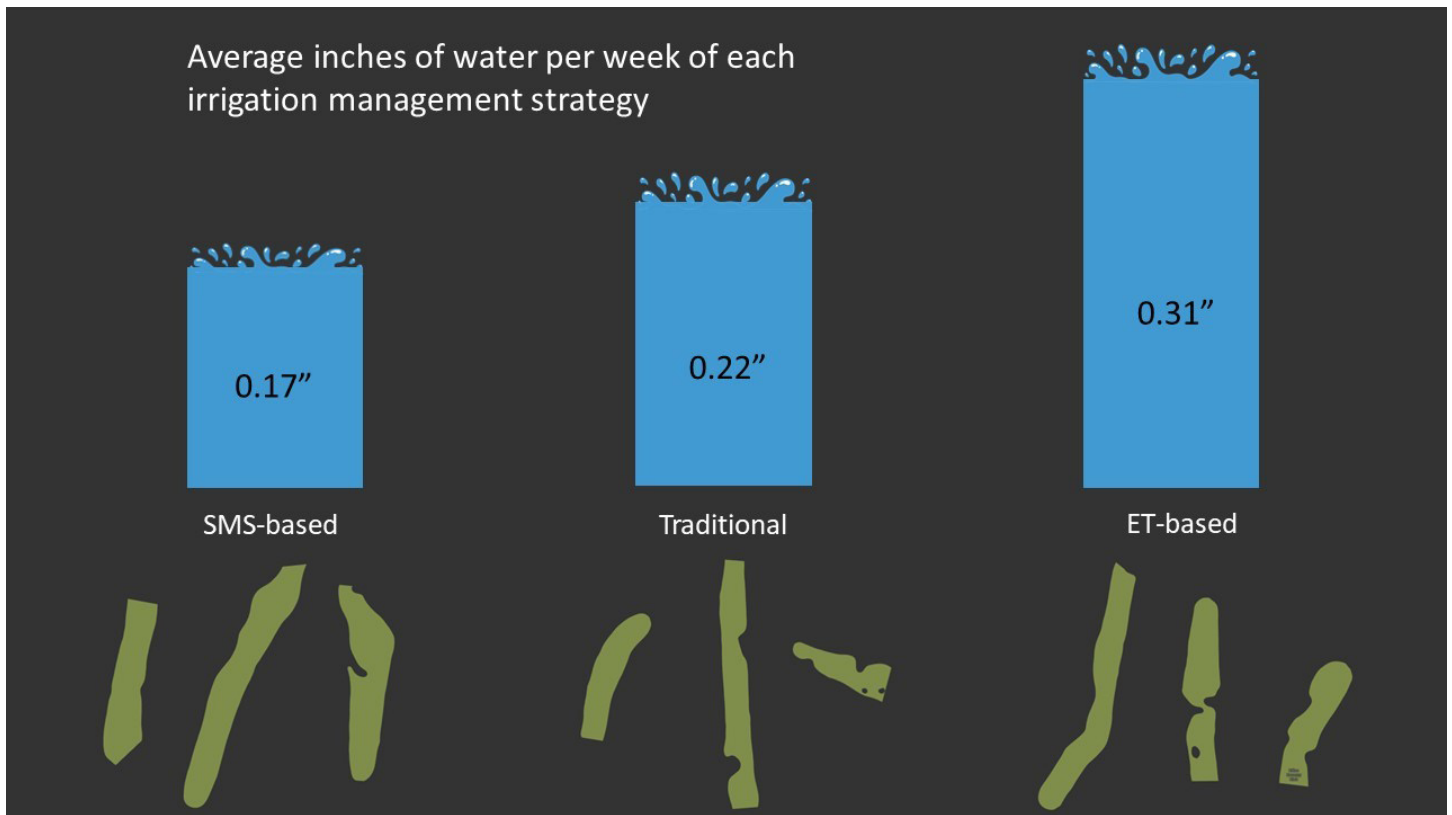 Average inches of water per week of each
irrigation management strategy
0.17”
0.22”
0.31”
SMS-based
Traditional
ET-based